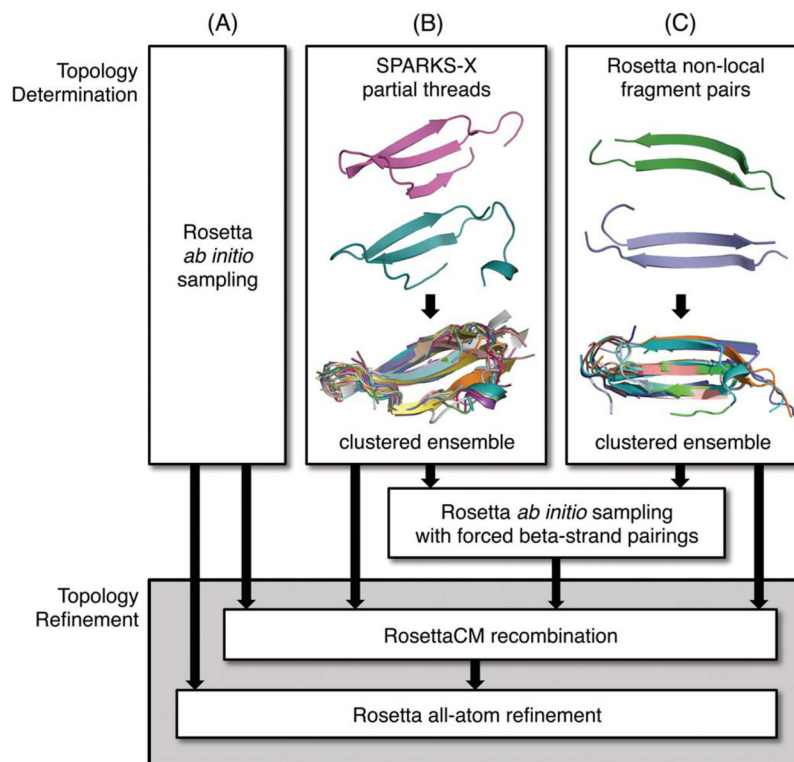 (A)
(B)
(C)
Topology
Determination
Rosetta
ab initio
sampling
SPARKS-X
partial threads
clustered ensemble
Rosetta non-local
fragment pairs
clustered ensemble
Rosetta ab initio sampling
with forced beta-strand pairings
Topology
Refinement
RosettaCM recombination
Rosetta all-atom refinement